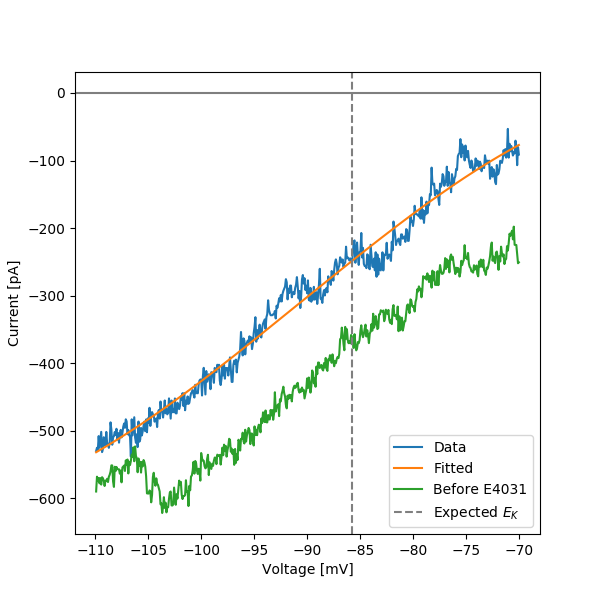 0
−100
−200
−300
−400
−500
−600
Current [pA]
−110
−105
−100
−95
−90
−85
−80
−75
−70
Voltage [mV]
Data
Fitted
Before E4031
Expected E_K